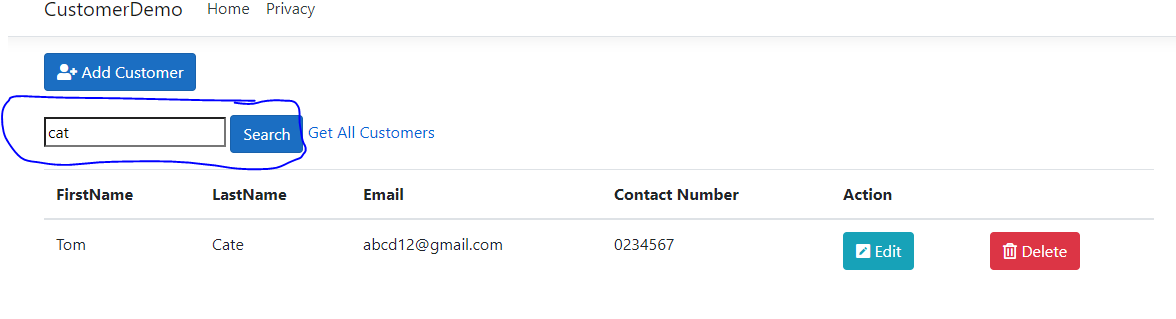 CustomerDemo Home Privacy
Add Customer
cat Search Get All Customers
FirstName LastName Email Contact Number Action
Tom Cate abcd12@gmail.com 0234567 Edit Delete